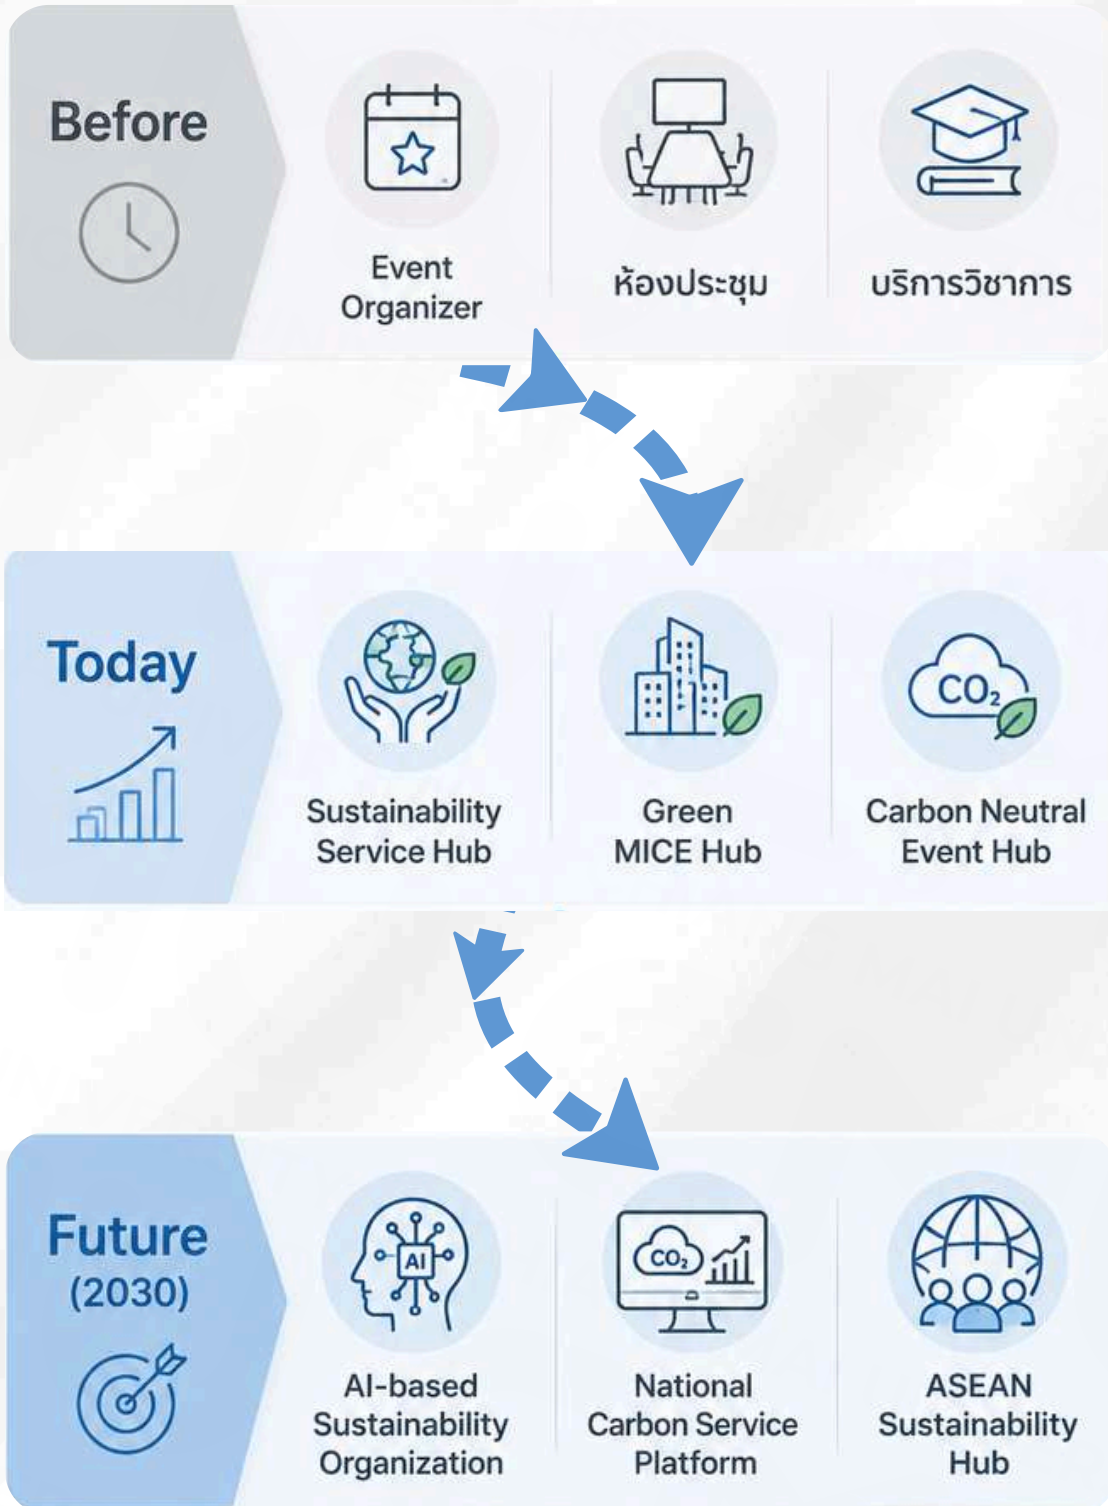 Before
Event
Organizer
ห้องประชุม
บริการวิชาการ
Today
CO₂
Sustainability
Service Hub
Green
MICE Hub
Carbon Neutral
Event Hub
Future
(2030)
AI
CO₂
AI-based
Sustainability
Organization
National
Carbon Service
Platform
ASEAN
Sustainability
Hub